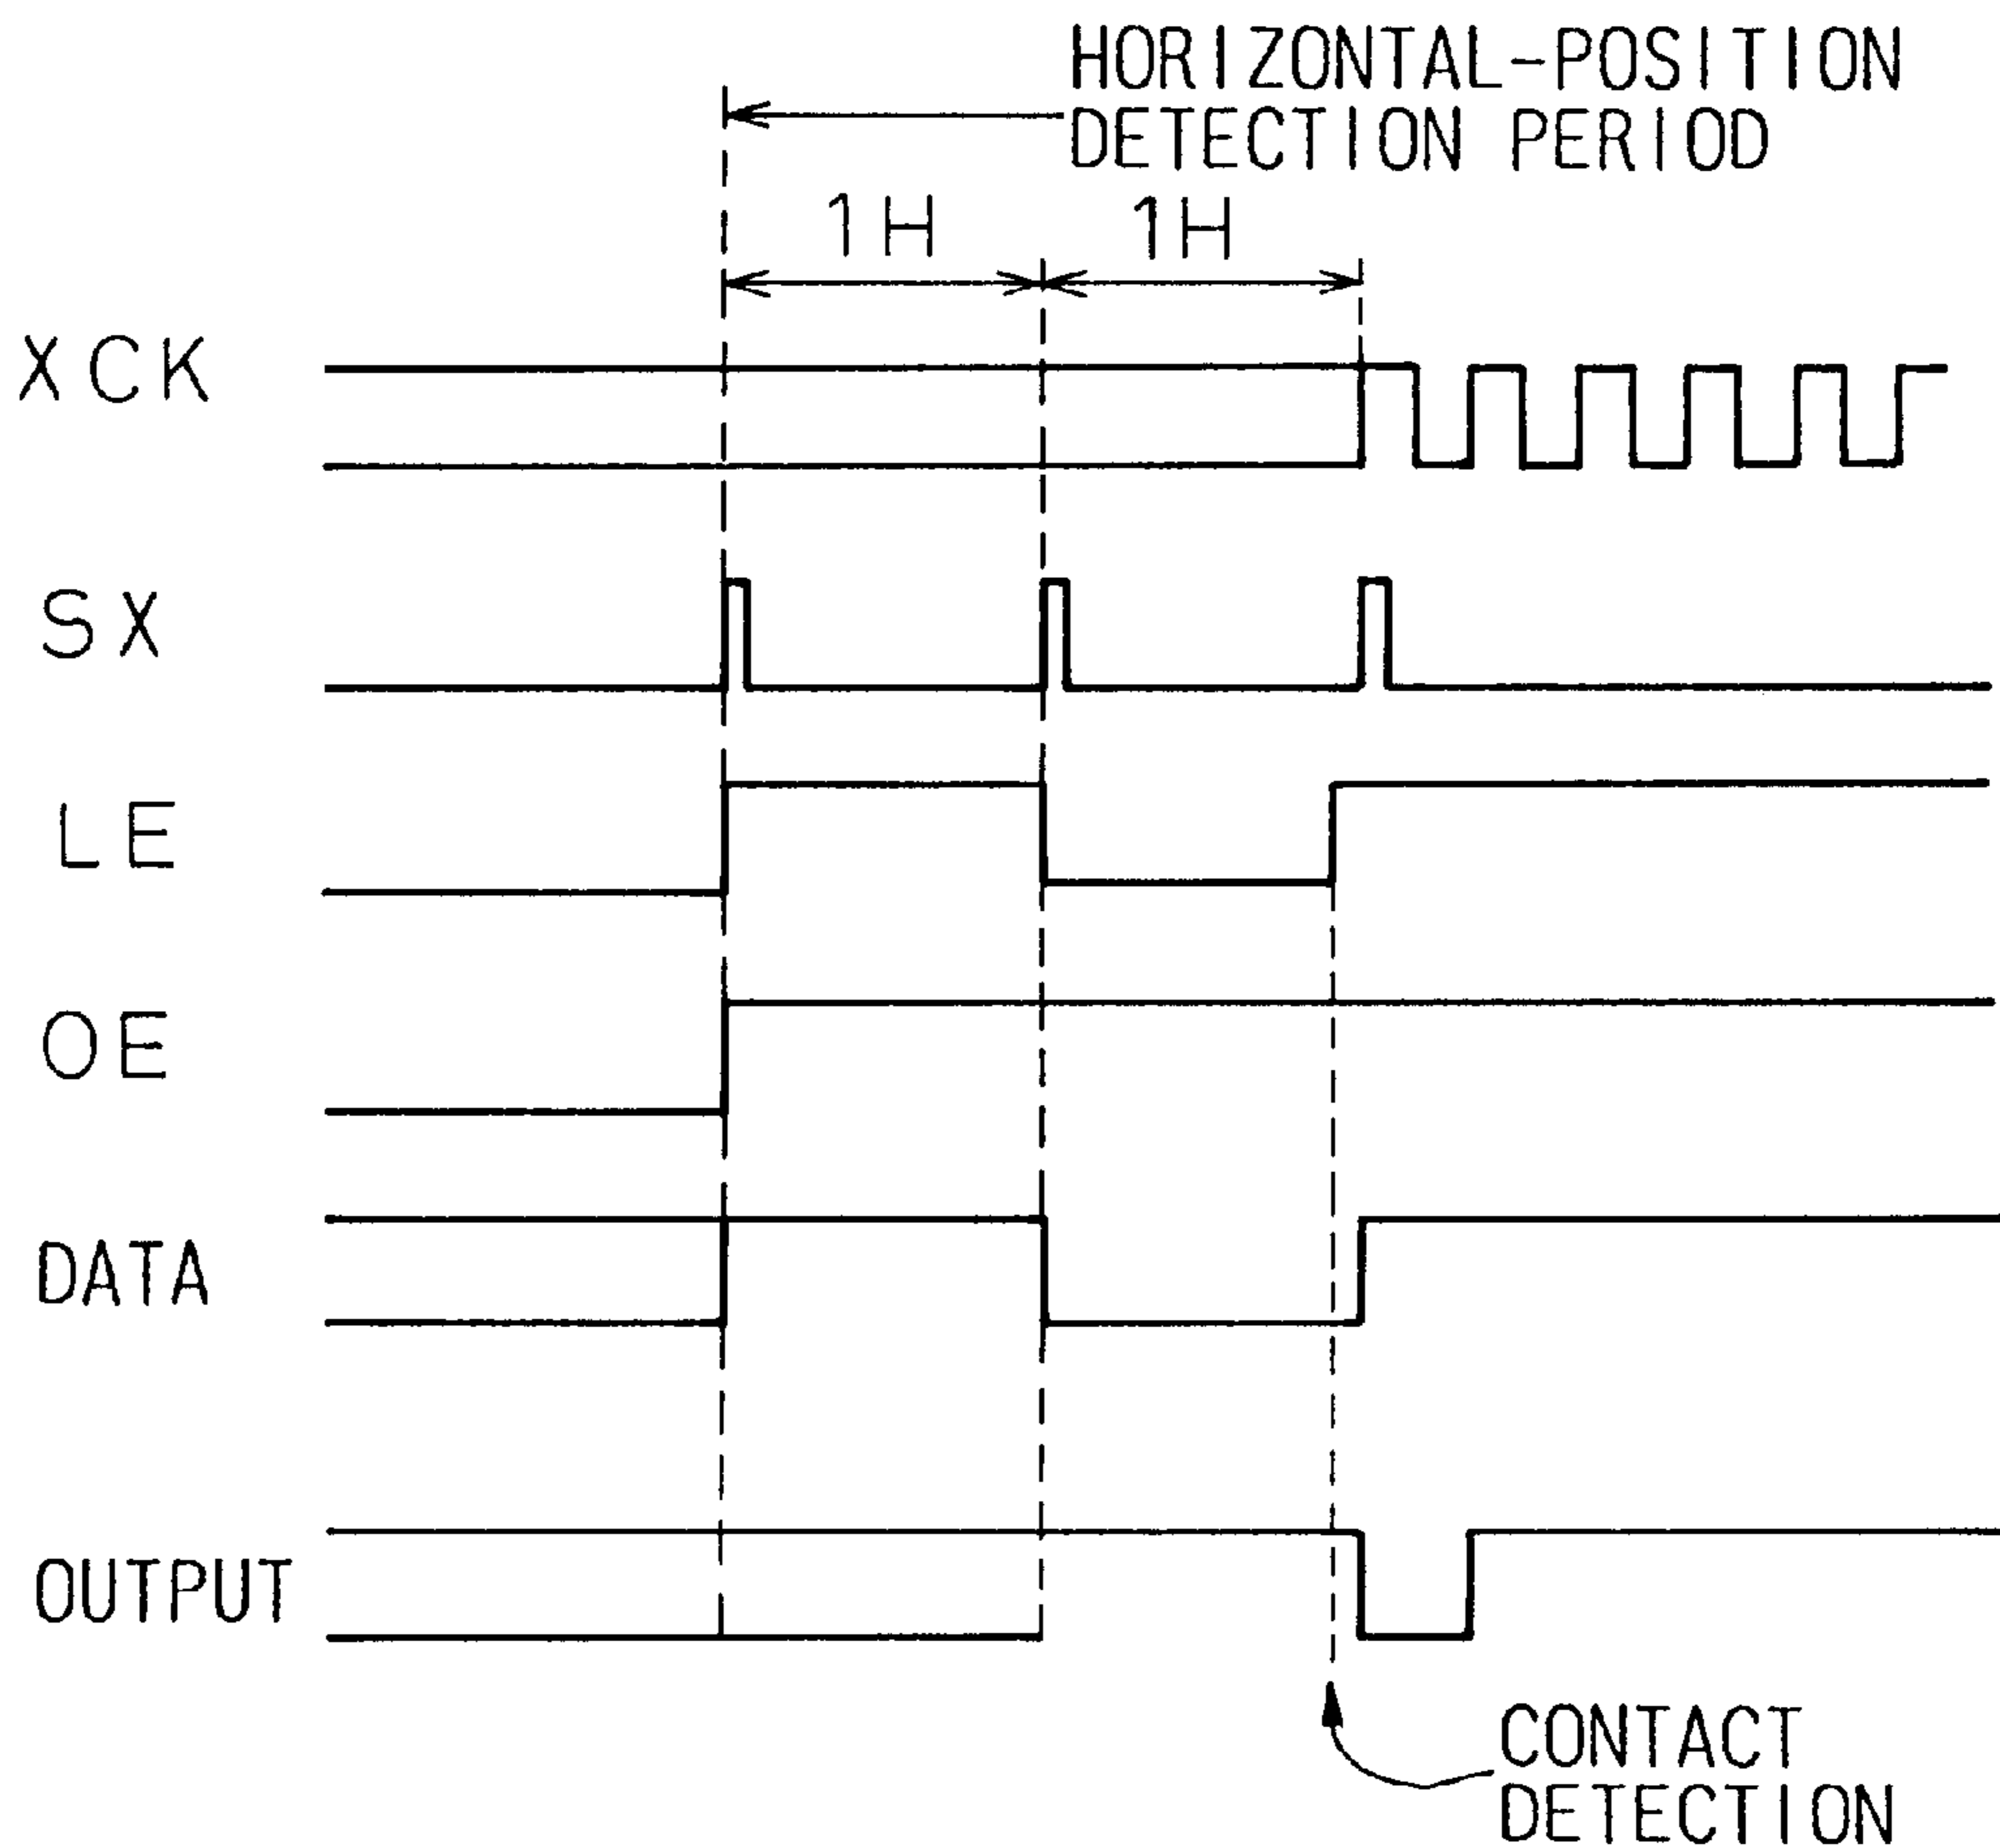 HORIZONTAL-POSITION
DETECTION PERIOD
1H 1H
XCK
SX
LE
OE
DATA
OUTPUT
CONTACT
DETECTION